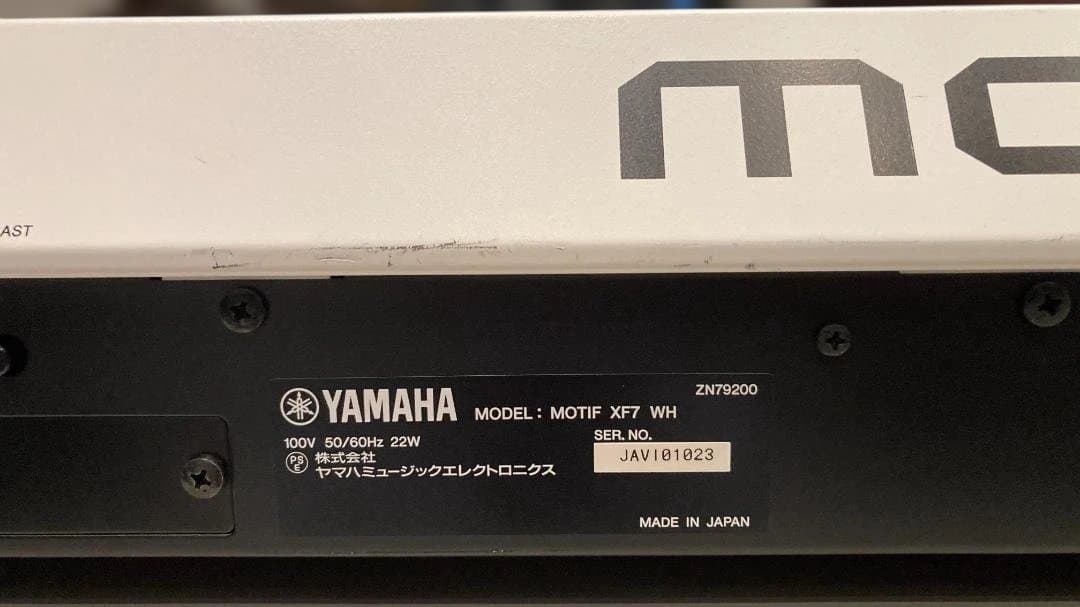 MO
AST
YAMAHA MODEL: MOTIF XF7 WH
ZN79200
100V 50/60Hz 22W
PSE 株式会社
ヤマハミュージックエレクトロニクス
SER. NO.
JAVI01023
MADE IN JAPAN